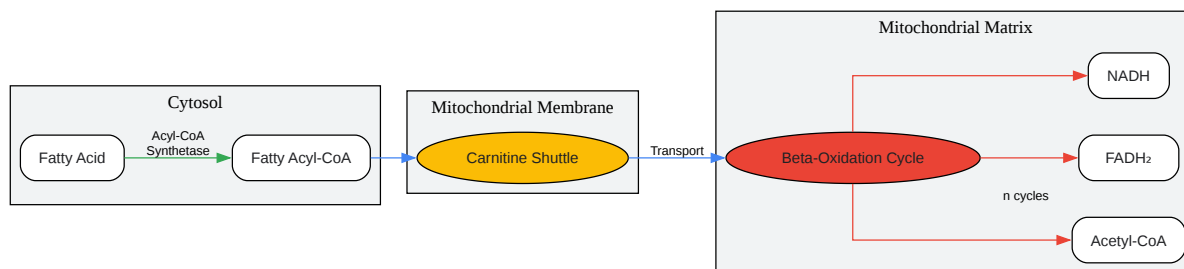 Cytosol
Fatty Acid
Acyl-CoA
Synthetase
Fatty Acyl-CoA
Mitochondrial Membrane
Carnitine Shuttle
Transport
Mitochondrial Matrix
Beta-Oxidation Cycle
NADH
FADH₂
n cycles
Acetyl-CoA